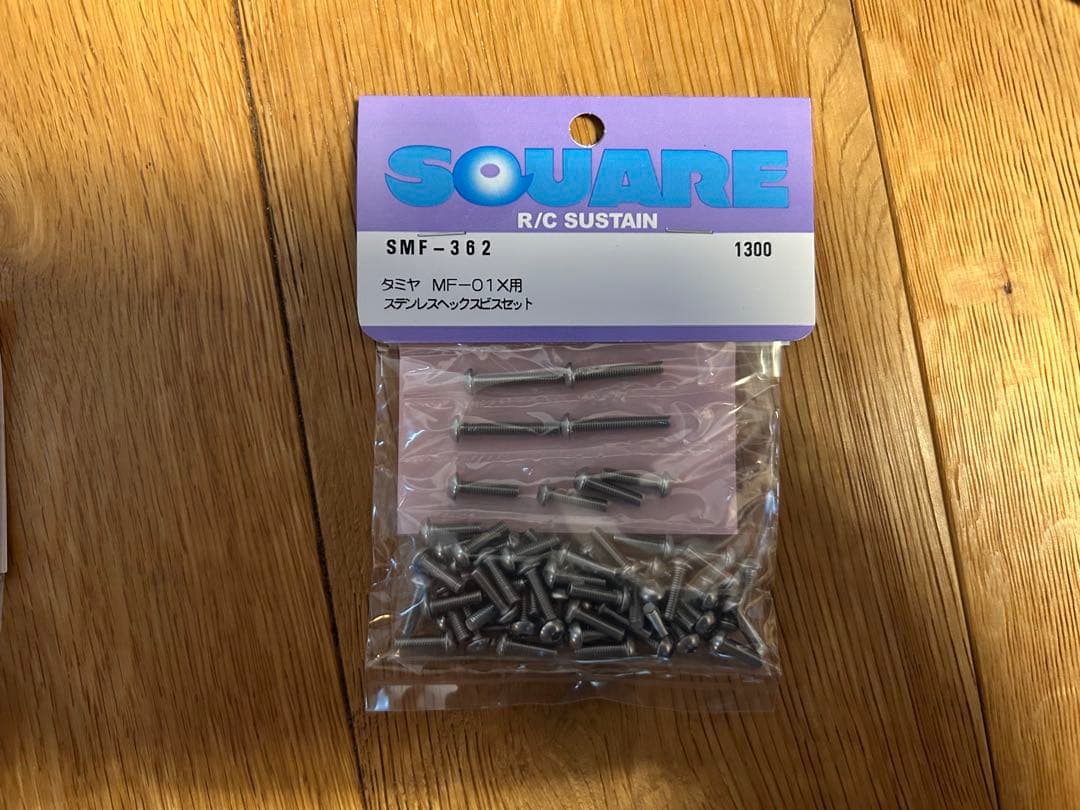 SQUARE
R/C SUSTAIN
SMF-362 1300
タミヤ MF-01X用
ステンレスヘックスビスセット